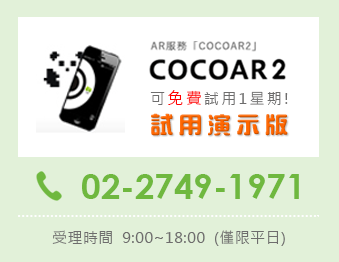 AR服務「COCOAR2」
COCOAR2
可免費試用1星期!
試用演示版
02-2749-1971
受理時間 9:00~18:00 (僅限平日)